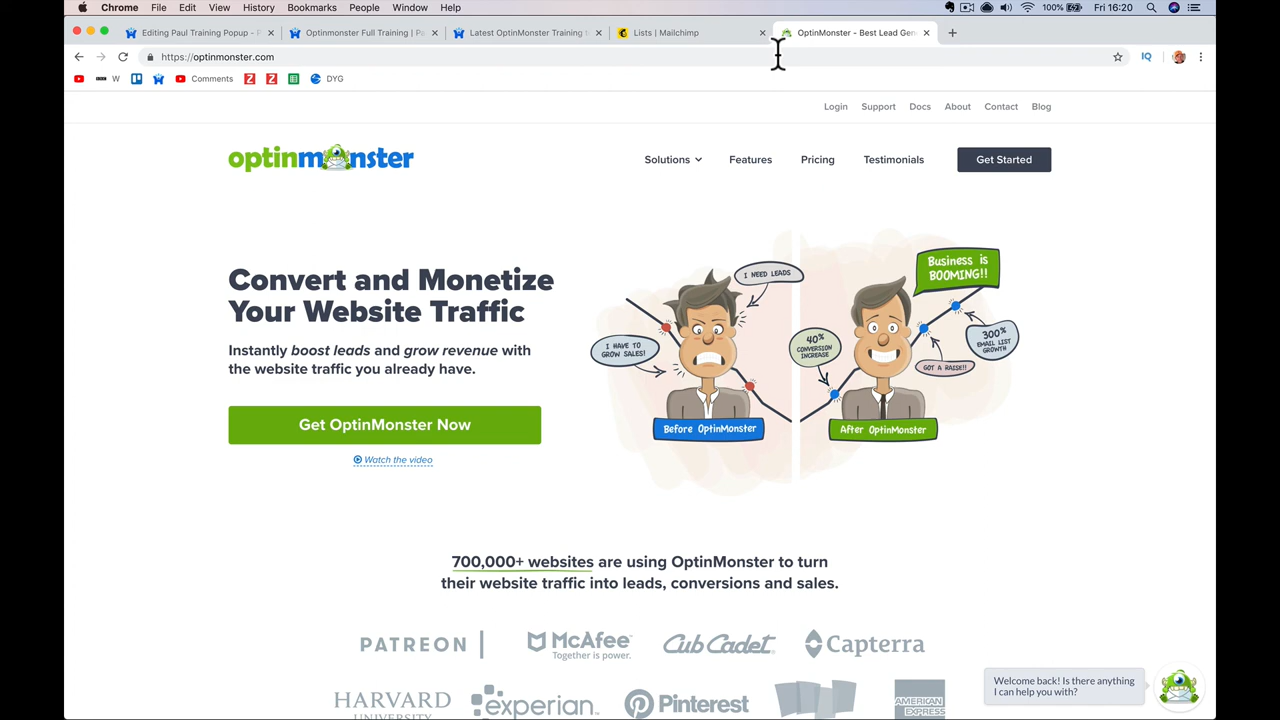 Chrome File Edit View History Bookmarks People Window Help
100% Fri 16:20
Editing Paul Training Popup - P
Optinmonster Full Training | Pa
Latest OptinMonster Training
Lists | Mailchimp
OptinMonster - Best Lead Gen
https://optinmonster.com
IQ
W
Comments
DYG
Login Support Docs About Contact Blog
optinmonster
Solutions Features Pricing Testimonials Get Started
Convert and Monetize
Your Website Traffic
Instantly boost leads and grow revenue with
the website traffic you already have.
Get OptinMonster Now
Watch the video
I NEED LEADS
I HAVE TO
GROW SALES!
Before OptinMonster
Business is
BOOMING!!
40%
CONVERSION
INCREASE
300%
EMAIL LIST
GROWTH
GOT A RAISE!!
After OptinMonster
700,000+ websites are using OptinMonster to turn
their website traffic into leads, conversions and sales.
PATREON
McAfee
Together is power.
Cub Cadet
Capterra
HARVARD
UNIVERSITY
experian.
Pinterest
AMERICAN
EXPRESS
Welcome back! Is there anything
I can help you with?